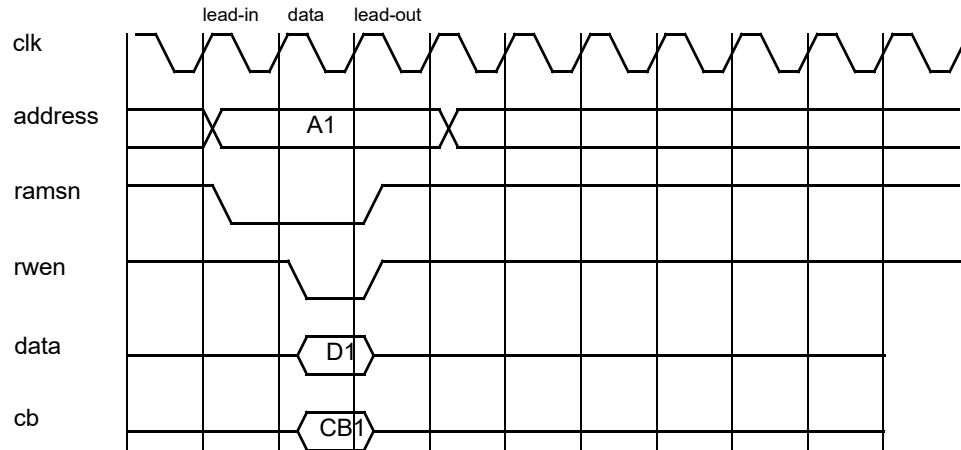 lead-in data lead-out
clk
address
A1
ramsn
rwen
data
D1
cb
CB1